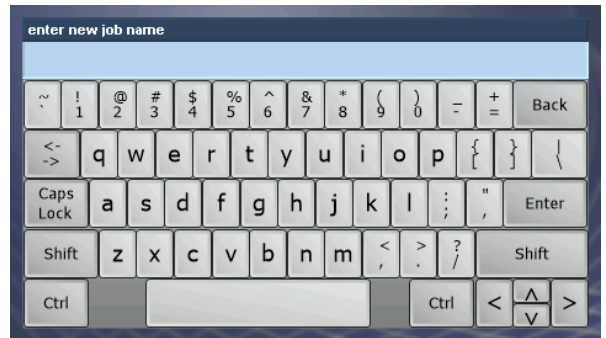 enter new job name
~ ` ! 1 @ 2 # 3 $ 4 % 5 ^ 6 & 7 * 8 ( 9 ) 0 _ - + = Back
<- -> q w e r t y u i o p { [ } ] | \
Caps Lock a s d f g h j k l : ; " , Enter
Shift z x c v b n m < , > . ? / Shift
Ctrl Ctrl < ^ v >